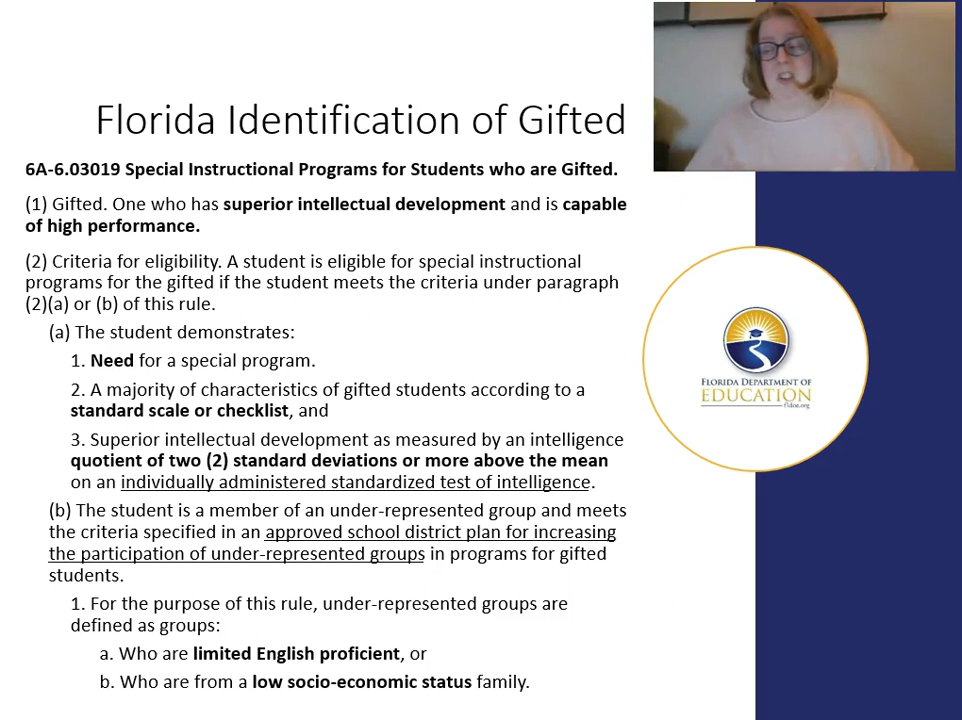 Florida Identification of Gifted
6A-6.03019 Special Instructional Programs for Students who are Gifted.
(1) Gifted. One who has superior intellectual development and is capable
of high performance.
(2) Criteria for eligibility. A student is eligible for special instructional
programs for the gifted if the student meets the criteria under paragraph
(2)(a) or (b) of this rule.
(a) The student demonstrates:
1. Need for a special program.
2. A majority of characteristics of gifted students according to a
standard scale or checklist, and
3. Superior intellectual development as measured by an intelligence
quotient of two (2) standard deviations or more above the mean
on an individually administered standardized test of intelligence.
(b) The student is a member of an under-represented group and meets
the criteria specified in an approved school district plan for increasing
the participation of under-represented groups in programs for gifted
students.
1. For the purpose of this rule, under-represented groups are
defined as groups:
a. Who are limited English proficient, or
b. Who are from a low socio-economic status family.
FLORIDA DEPARTMENT OF
EDUCATION
fldoe.org